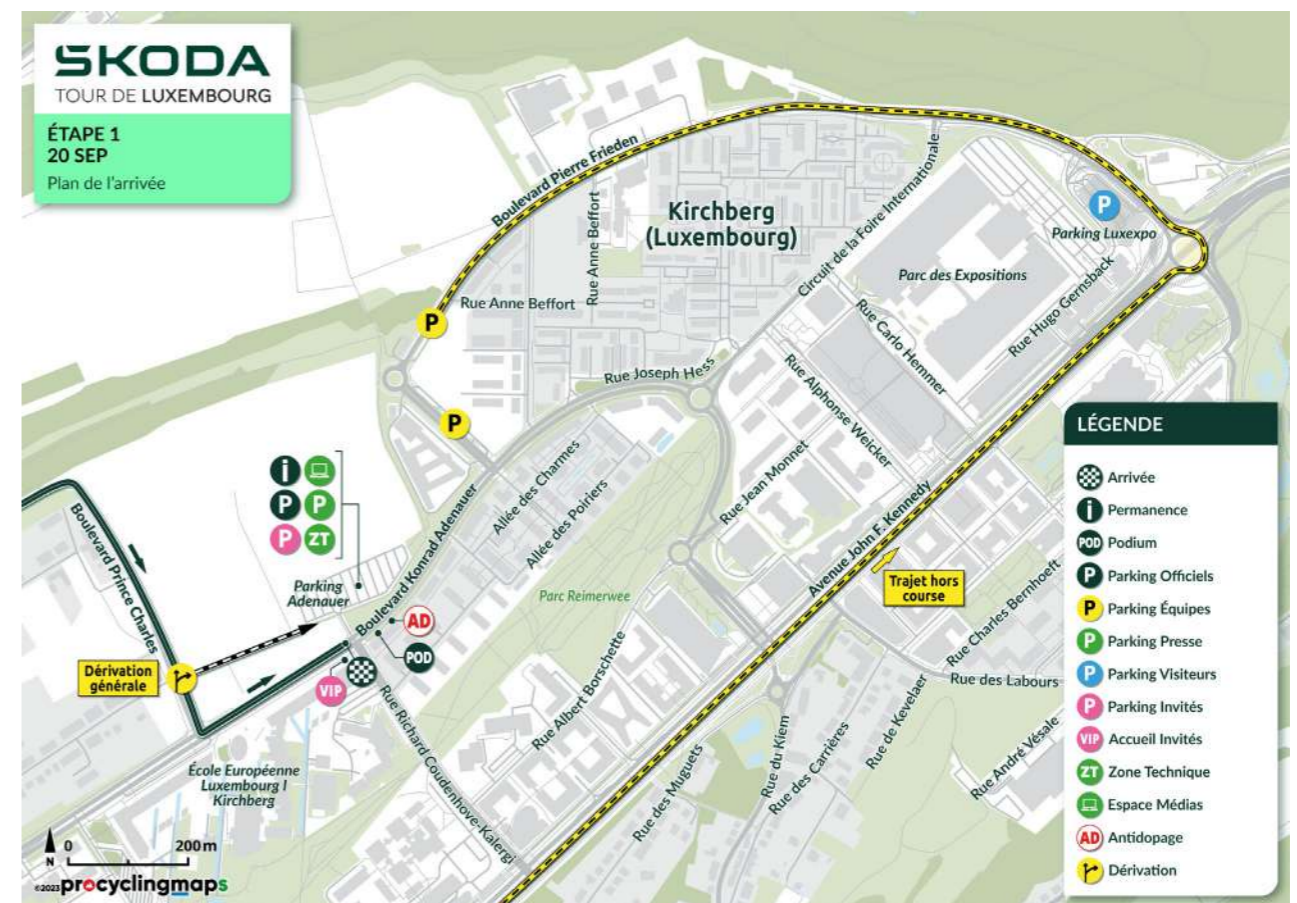 SKODA
TOUR DE LUXEMBOURG
ÉTAPE 1
20 SEP
Plan de l'arrivée
Boulevard Pierre Frieden
Rue Anne Beffort
Rue Anne Beffort
Kirchberg
(Luxembourg)
Circuit de la Foire Internationale
P
Parking Luxexpo
Parc des Expositions
Rue Hugo Gernsback
Rue Carlo Hemmer
P
Rue Joseph Hess
Rue Alphonse Weicker
P
i
P P
P ZT
Parking
Adenauer
Boulevard Konrad Adenauer
Allée des Charmes
Allée des Poiriers
Rue Jean Monnet
Avenue John F. Kennedy
Trajet hors
course
Parc Reimerwee
Boulevard Prince Charles
Dérivation
générale
AD
POD
VIP
Rue Richard Coudenhove-Kalergi
Rue Albert Borschette
Rue Charles Bernhoeft
Rue des Labours
Rue de Kevelaer
Rue André Vésale
Rue du Kiem
Rue des Carrières
Rue des Muguets
École Européenne
Luxembourg I
Kirchberg
N
0 200 m
©2023 procyclingmaps
LÉGENDE
Arrivée
i Permanence
POD Podium
P Parking Officiels
P Parking Équipes
P Parking Presse
P Parking Visiteurs
P Parking Invités
VIP Accueil Invités
ZT Zone Technique
Espace Médias
AD Antidopage
Dérivation